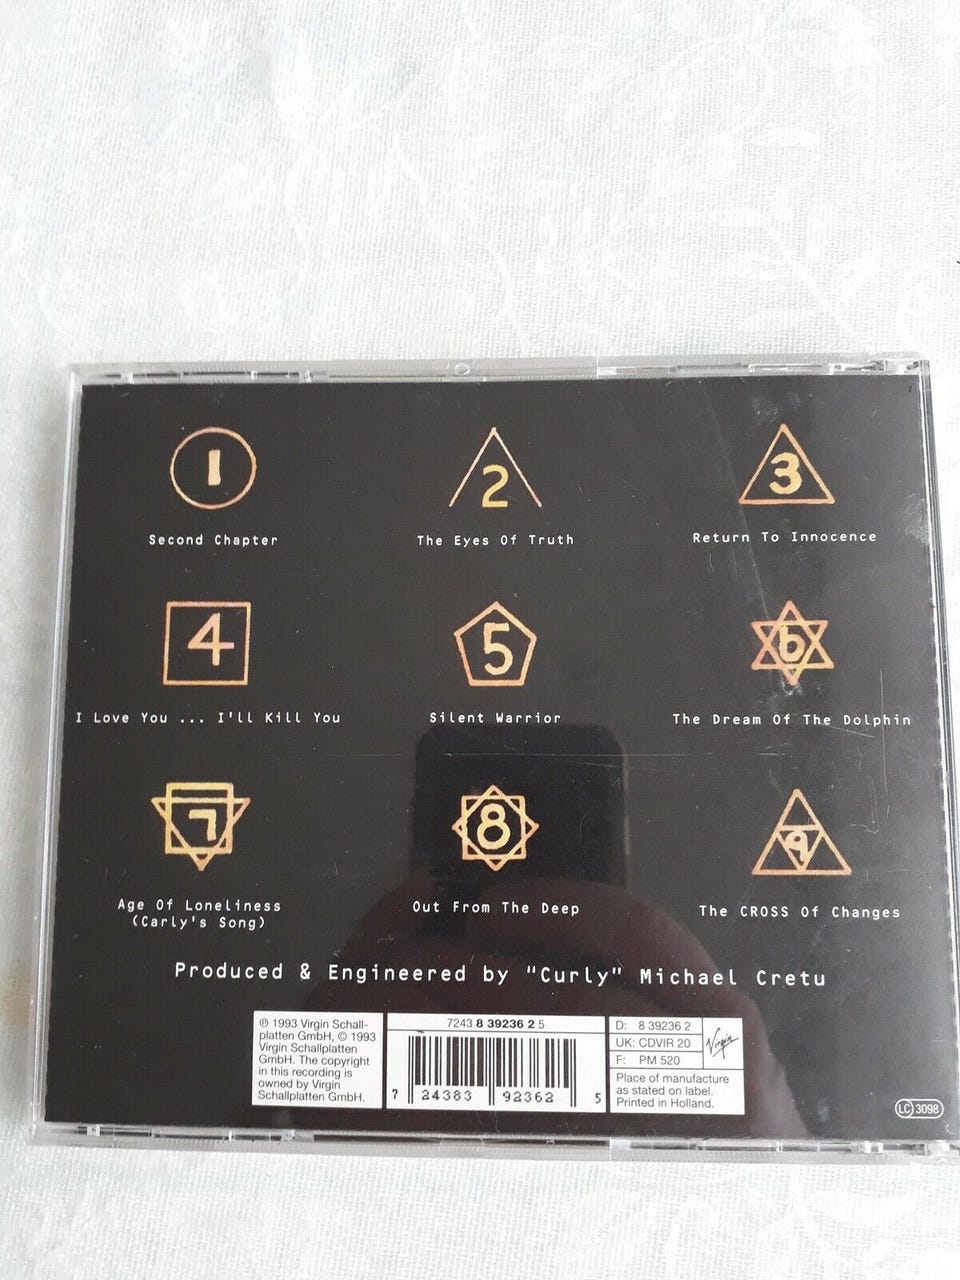 1
2
3
Second Chapter
The Eyes Of Truth
Return To Innocence
4
5
6
I Love You ... I'll Kill You
Silent Warrior
The Dream Of The Dolphin
7
8
9
Age Of Loneliness
(Carly's Song)
Out From The Deep
The CROSS Of Changes
Produced & Engineered by "Curly" Michael Cretu
℗ 1993 Virgin Schall-
platten GmbH, © 1993
Virgin Schallplatten
GmbH. The copyright
in this recording is
owned by Virgin
Schallplatten GmbH.
7243 8 39236 2 5
7 24383 92362 5
D: 8 39236 2
UK: CDVIR 20
F: PM 520
Virgin
Place of manufacture
as stated on label.
Printed in Holland.
LC 3098